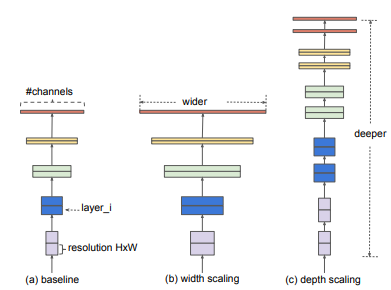 #channels
wider
deeper
layer_i
resolution HxW
(a) baseline
(b) width scaling
(c) depth scaling